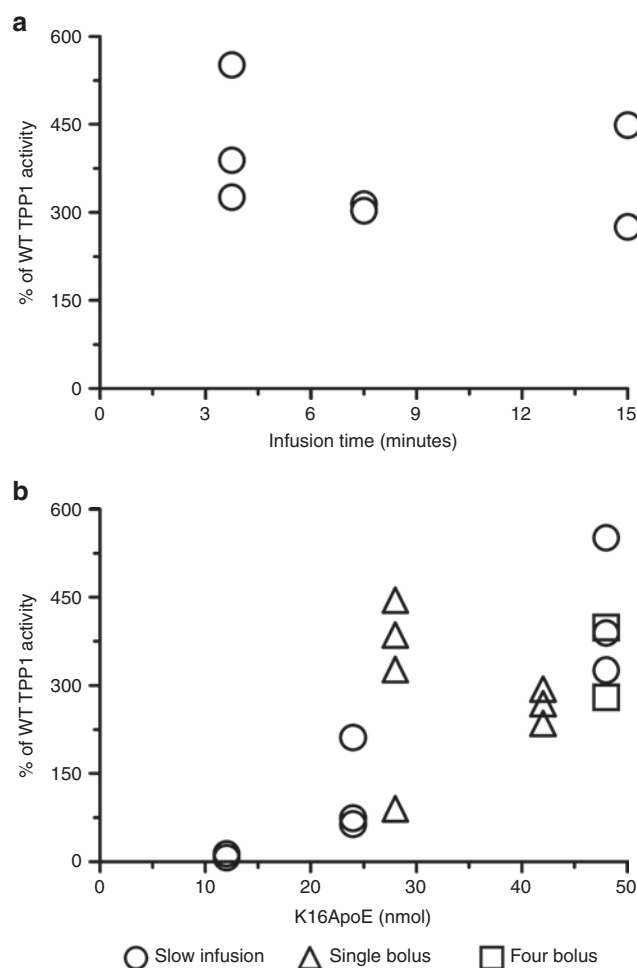 a
600
450
300
150
0
% of WT TPP1 activity
0 3 6 9 12 15
Infusion time (minutes)
b
600
450
300
150
0
% of WT TPP1 activity
0 10 20 30 40 50
K16ApoE (nmol)
Slow infusion Single bolus Four bolus